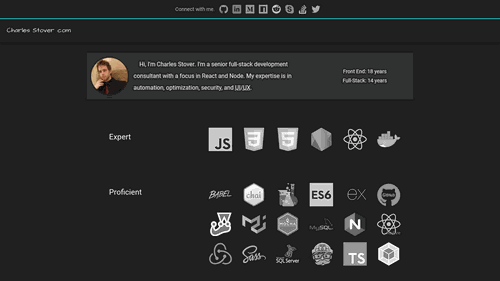 Connect with me.
Charles Stover .com
Hi, I'm Charles Stover. I'm a senior full-stack development
consultant with a focus in React and Node. My expertise is in
automation, optimization, security, and UI/UX.
Front End: 18 years
Full-Stack: 14 years
Expert
JS
Proficient
BABEL
chai
ES6
ex
GitHub
mocha
MySQL
N
Sass
SQL Server
TS